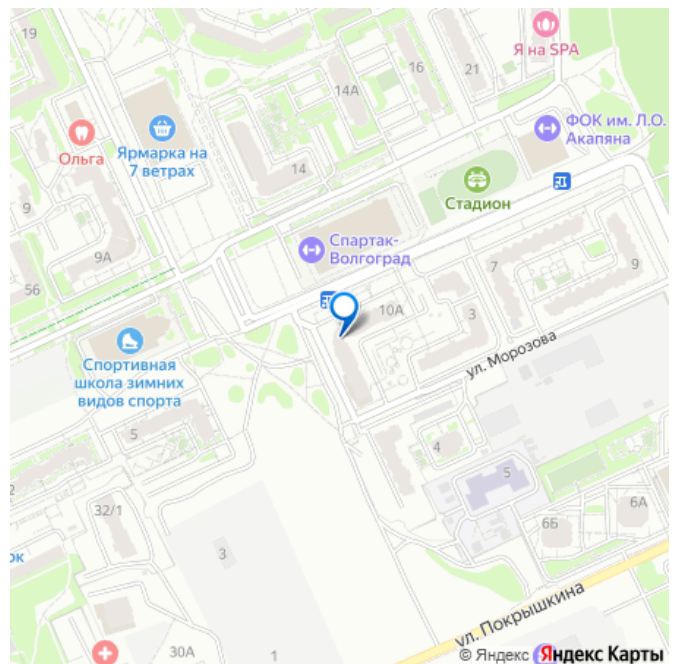 19
Я на SPA
16
21
14А
ФОК им. Л.О.
Акапяна
Ольга
Ярмарка на
7 ветрах
14
Стадион
9
Спартак-
Волгоград
9А
7
9
56
10А
3
Спортивная
школа зимних
видов спорта
ул. Морозова
5
4
5
2
32/1
6Б
6А
ок
3
ул. Покрышкина
30А
1
© Яндекс
Яндекс Карты